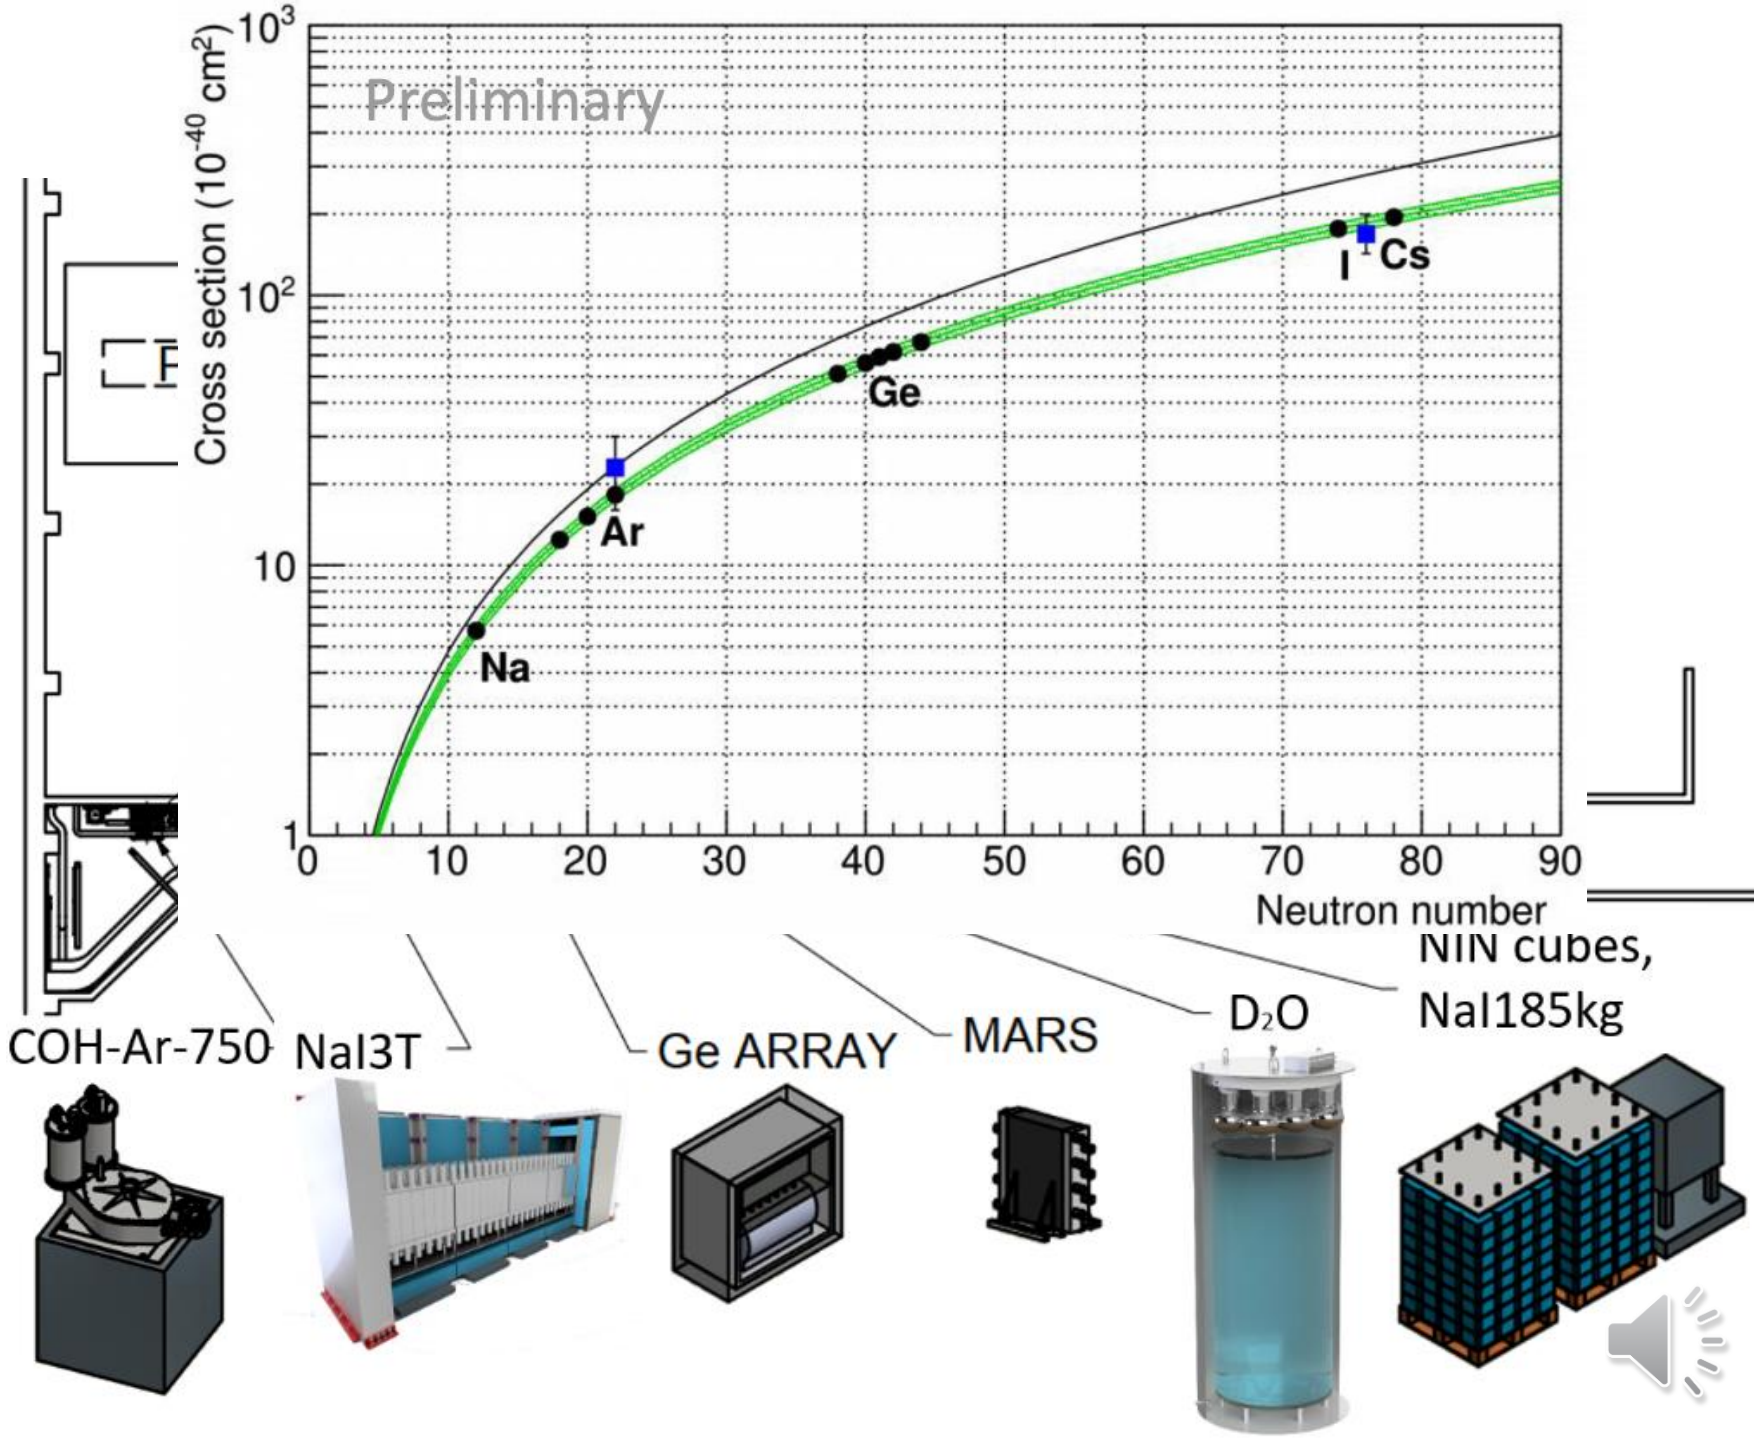 10³
Cross section (10⁻⁴⁰ cm²)
Preliminary
10²
10
1
I
Cs
Ge
Ar
Na
0 10 20 30 40 50 60 70 80 90
Neutron number
NIN cubes,
NaI185kg
D₂O
MARS
Ge ARRAY
NaI3T
COH-Ar-750